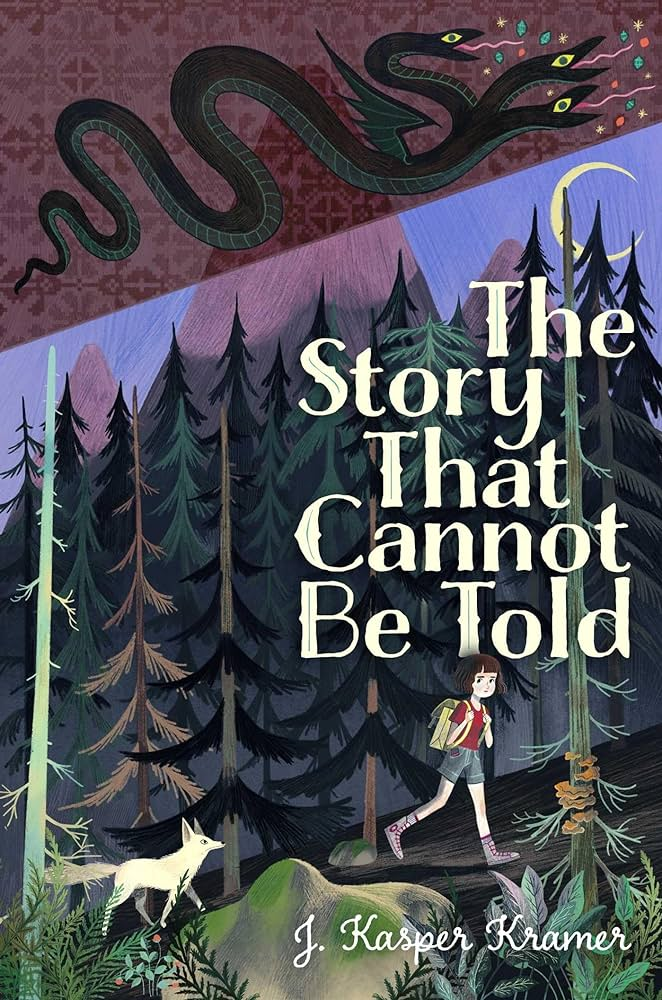 The
Story
That
Cannot
Be Told
J. Kasper Kramer